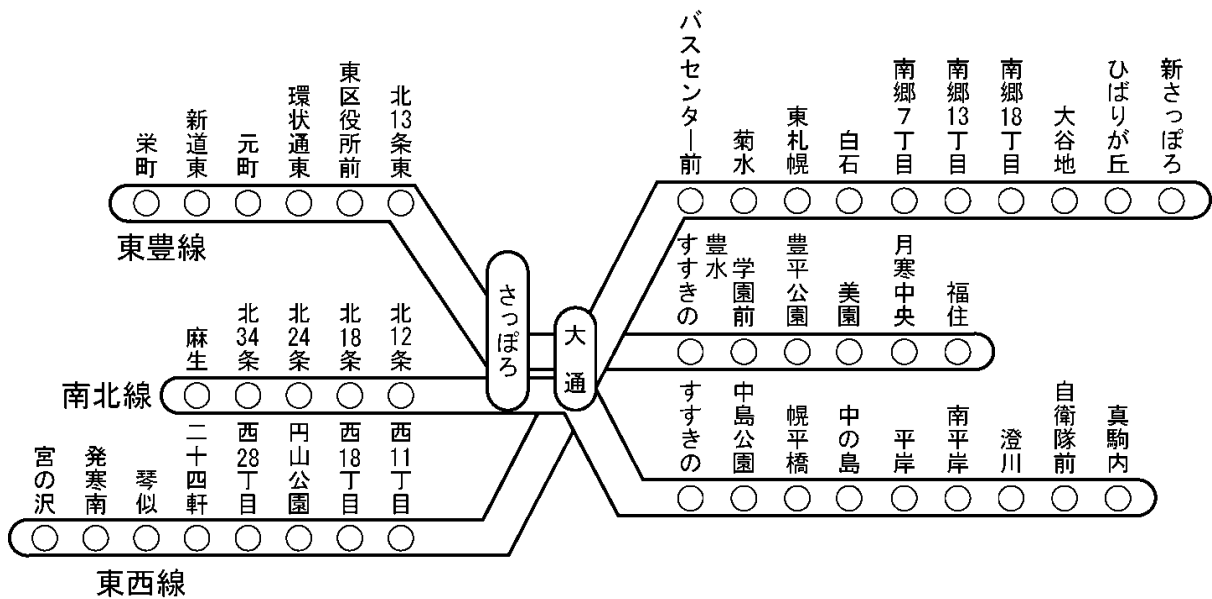 栄町
新道東
元町
環状通東
東区役所前
北13条東
東豊線
さっぽろ
大通
バスセンター前
菊水
東札幌
白石
南郷7丁目
南郷13丁目
南郷18丁目
大谷地
ひばりが丘
新さっぽろ
豊水すすきの
学園前
豊平公園
美園
月寒中央
福住
麻生
北34条
北24条
北18条
北12条
南北線
すすきの
中島公園
幌平橋
中の島
平岸
南平岸
澄川
自衛隊前
真駒内
宮の沢
発寒南
琴似
二十四軒
西28丁目
円山公園
西18丁目
西11丁目
東西線